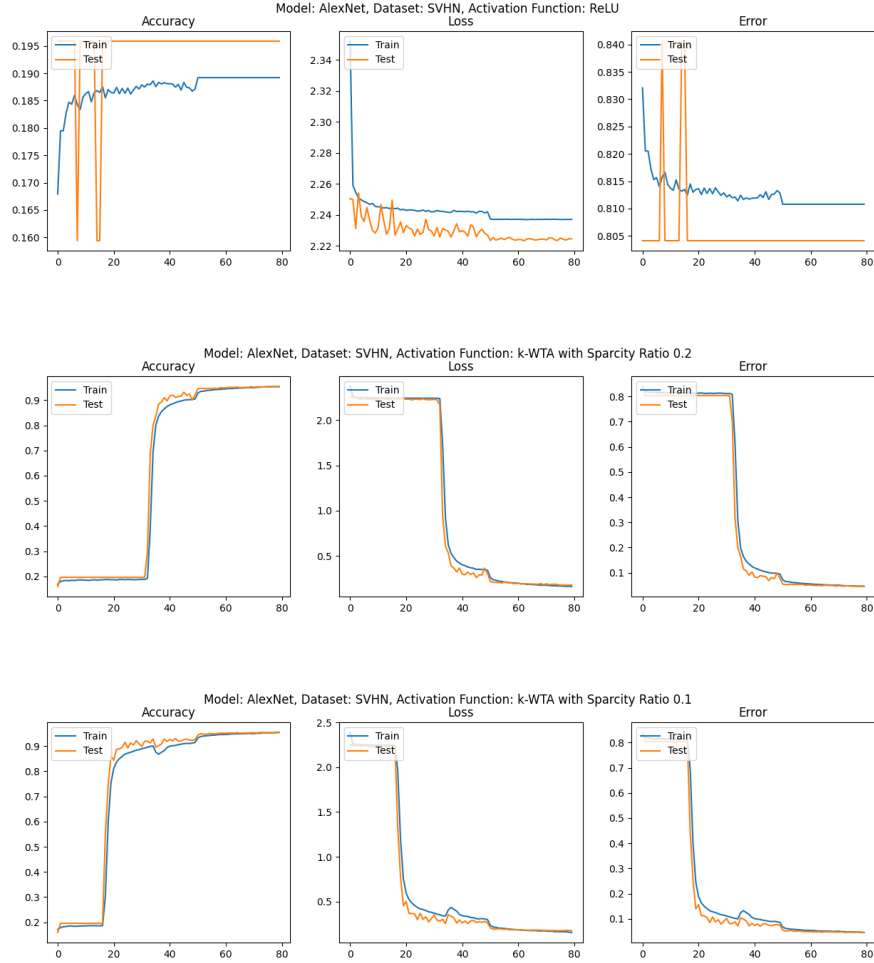 Model: AlexNet, Dataset: SVHN, Activation Function: ReLU
Accuracy Loss Error
Train Train Train
Test Test Test
0.195 2.34 0.840
0.190 2.32 0.835
0.185 2.30 0.830
0.180 2.28 0.825
0.175 2.26 0.820
0.170 2.24 0.815
0.165 2.22 0.810
0.160 0.805
0 20 40 60 80 0 10 20 30 40 50 60 70 80 0 20 40 60 80
Model: AlexNet, Dataset: SVHN, Activation Function: k-WTA with Sparcity Ratio 0.2
Accuracy Loss Error
Train Train Train
Test Test Test
0.9 2.0 0.8
0.8 1.5 0.7
0.7 1.0 0.6
0.6 0.5 0.5
0.5 0.4
0.4 0.3
0.3 0.2
0.2 0.1
0 20 40 60 80 0 10 20 30 40 50 60 70 80 0 20 40 60 80
Model: AlexNet, Dataset: SVHN, Activation Function: k-WTA with Sparcity Ratio 0.1
Accuracy Loss Error
Train Train Train
Test Test Test
0.9 2.5 0.8
0.8 2.0 0.7
0.7 1.5 0.6
0.6 1.0 0.5
0.5 0.5 0.4
0.4 0.3
0.3 0.2
0.2 0.1
0 20 40 60 80 0 10 20 30 40 50 60 70 80 0 20 40 60 80